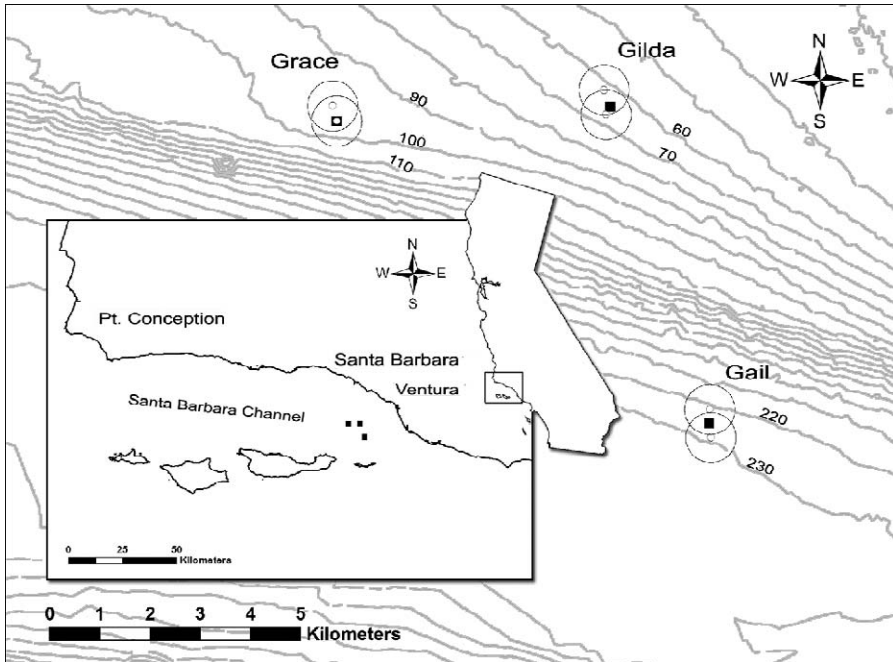 Grace
Gilda
N
W E
S
90
60
100
70
110
N
W E
S
Pt. Conception
Santa Barbara
Ventura
Santa Barbara Channel
Gail
220
230
0 25 50
Kilometers
0 1 2 3 4 5
Kilometers